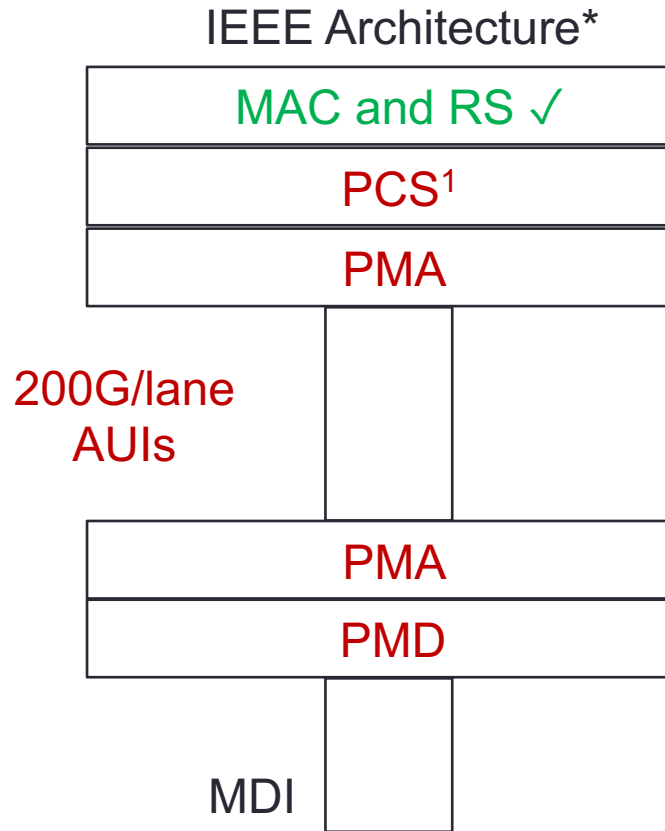 IEEE Architecture*
MAC and RS ✓
PCS¹
PMA
200G/lane
AUIs
PMA
PMD
MDI